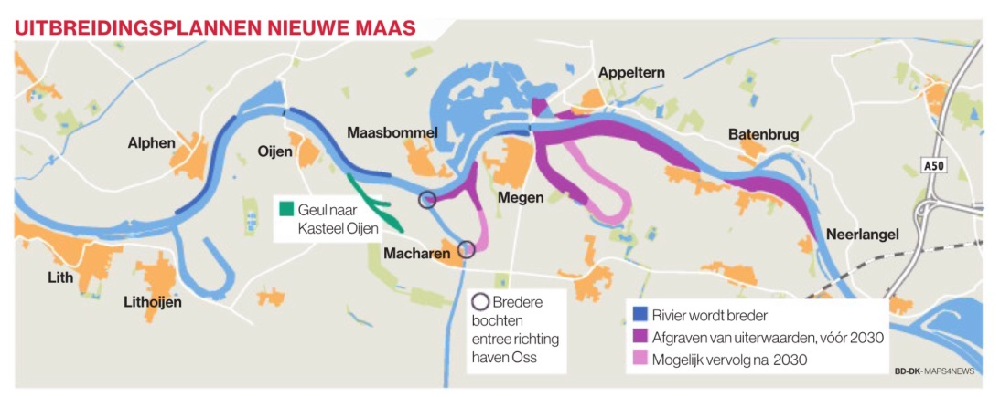 UITBREIDINGSPLANNEN NIEUWE MAAS
Appeltern
Maasbommel
Batenbrug
Alphen
Oijen
A50
Megen
Geul naar
Kasteel Oijen
Neerlangel
Macharen
Lith
Lithoijen
Bredere
bochten
entree richting
haven Oss
Rivier wordt breder
Afgraven van uiterwaarden, vóór 2030
Mogelijk vervolg na 2030
BD-DK- MAPS4NEWS